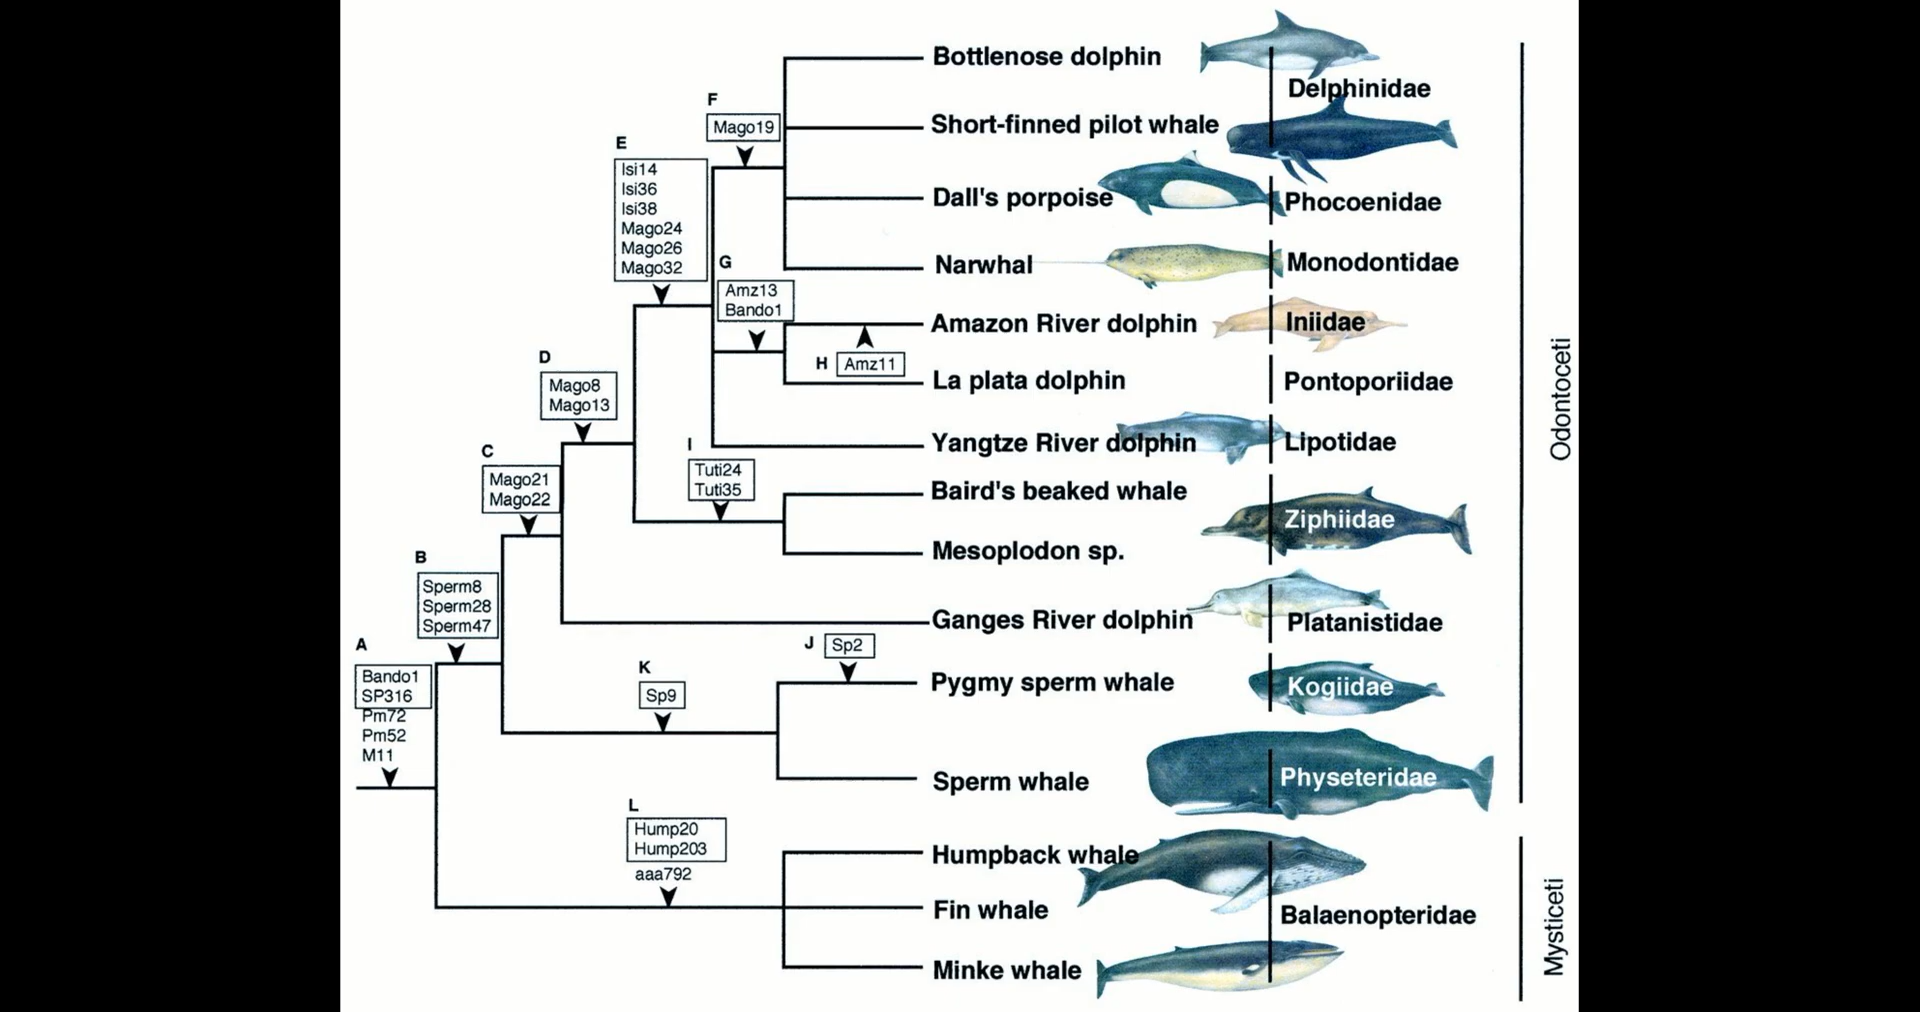 Bottlenose dolphin
Delphinidae
F
Mago19
Short-finned pilot whale
E
Isi14
Isi36
Isi38
Mago24
Mago26
Mago32
Dall's porpoise
Phocoenidae
G
Amz13
Bando1
Narwhal
Monodontidae
Amazon River dolphin
Iniidae
H
Amz11
D
Mago8
Mago13
La plata dolphin
Pontoporiidae
Odontoceti
C
Mago21
Mago22
I
Tuti24
Tuti35
Yangtze River dolphin
Lipotidae
Baird's beaked whale
Ziphiidae
Mesoplodon sp.
B
Sperm8
Sperm28
Sperm47
Ganges River dolphin
Platanistidae
A
Bando1
SP316
Pm72
Pm52
M11
K
Sp9
J
Sp2
Pygmy sperm whale
Kogiidae
Sperm whale
Physeteridae
L
Hump20
Hump203
aaa792
Humpback whale
Fin whale
Balaenopteridae
Mysticeti
Minke whale